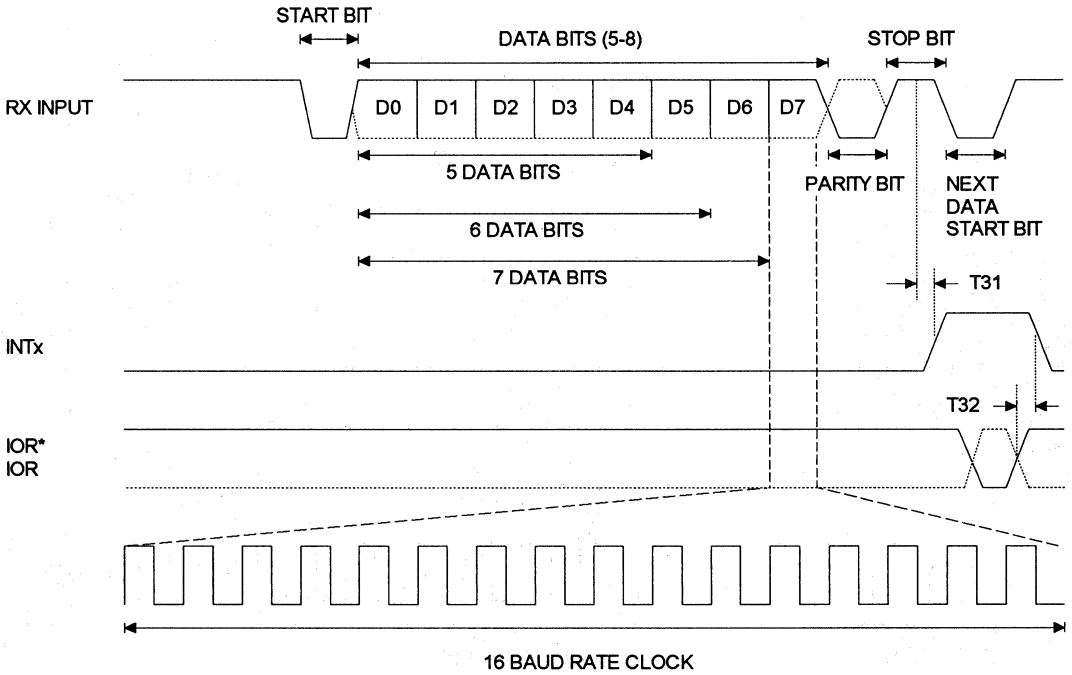 START BIT
DATA BITS (5-8)
STOP BIT
RX INPUT
D0 D1 D2 D3 D4 D5 D6 D7
5 DATA BITS
PARITY BIT
NEXT
DATA
START BIT
6 DATA BITS
7 DATA BITS
T31
INTx
T32
IOR*
IOR
16 BAUD RATE CLOCK